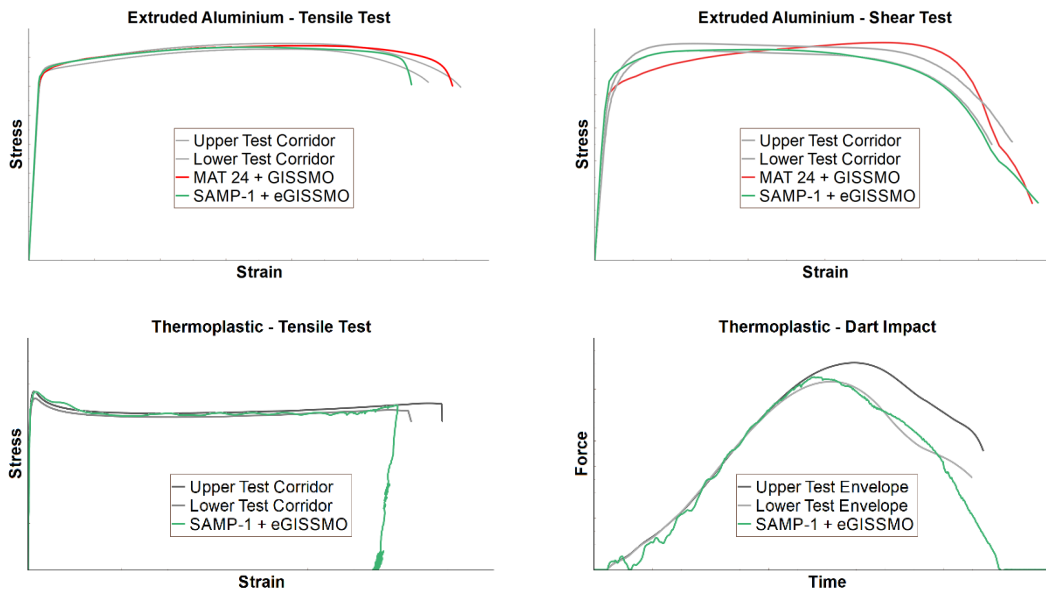 Extruded Aluminium - Tensile Test
Stress
Upper Test Corridor
Lower Test Corridor
MAT 24 + GISSMO
SAMP-1 + eGISSMO
Strain
Extruded Aluminium - Shear Test
Stress
Upper Test Corridor
Lower Test Corridor
MAT 24 + GISSMO
SAMP-1 + eGISSMO
Strain
Thermoplastic - Tensile Test
Stress
Upper Test Corridor
Lower Test Corridor
SAMP-1 + eGISSMO
Strain
Thermoplastic - Dart Impact
Force
Upper Test Envelope
Lower Test Envelope
SAMP-1 + eGISSMO
Time